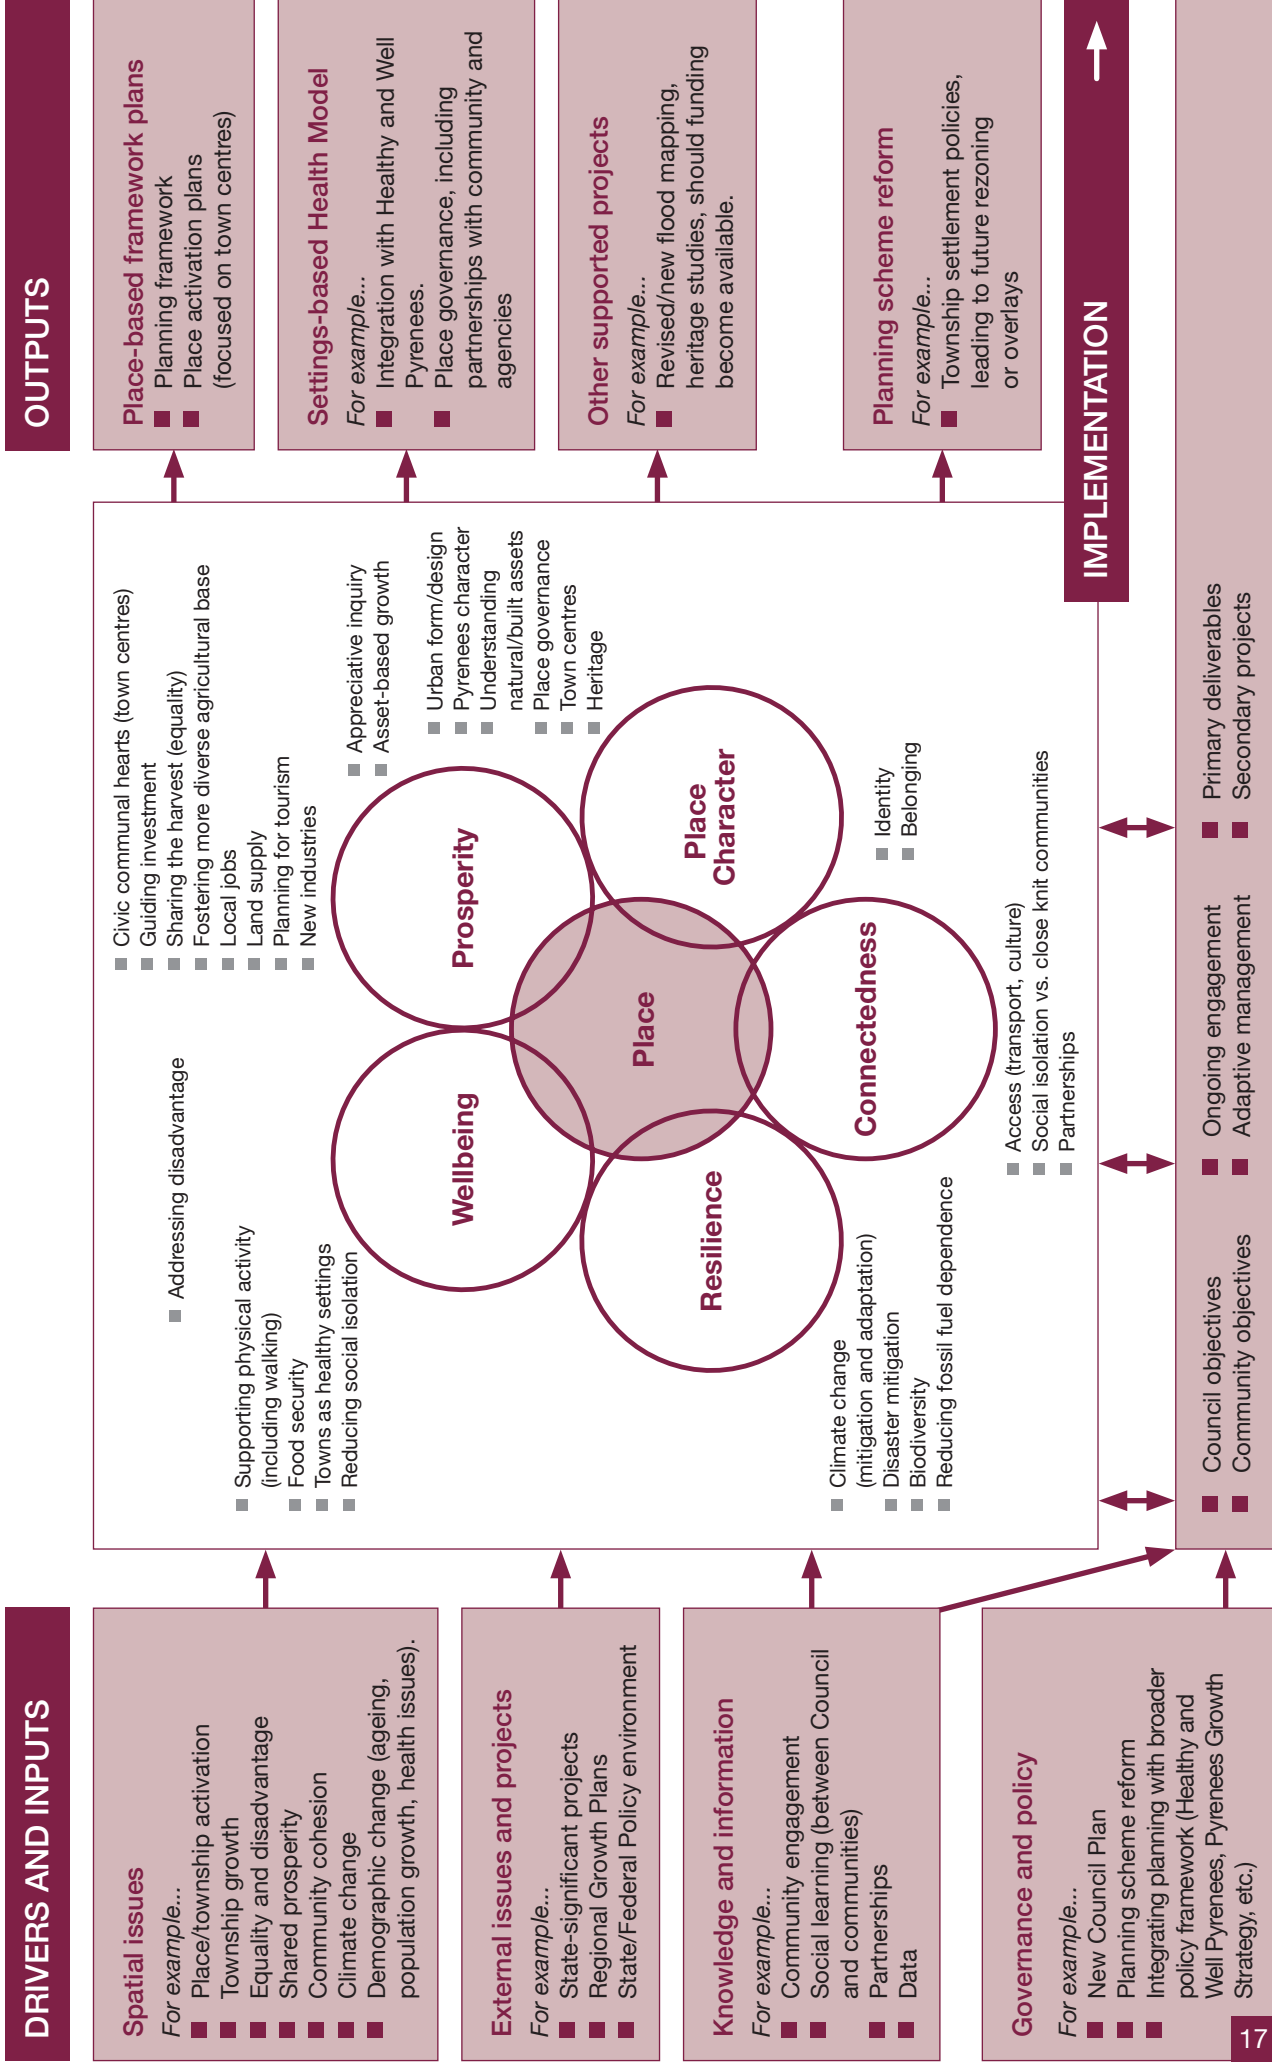 DRIVERS AND INPUTS
Spatial issues
For example...
Place/township activation
Township growth
Equality and disadvantage
Shared prosperity
Community cohesion
Climate change
Demographic change (ageing,
population growth, health issues).
External issues and projects
For example...
State-significant projects
Regional Growth Plans
State/Federal Policy environment
Knowledge and information
For example...
Community engagement
Social learning (between Council
and communities)
Partnerships
Data
Governance and policy
For example...
New Council Plan
Planning scheme reform
Integrating planning with broader
policy framework (Healthy and
Well Pyrenees, Pyrenees Growth
Strategy, etc.)
17
Addressing disadvantage
Supporting physical activity
(including walking)
Food security
Towns as healthy settings
Reducing social isolation
Civic communal hearts (town centres)
Guiding investment
Sharing the harvest (equality)
Fostering more diverse agricultural base
Local jobs
Land supply
Planning for tourism
New industries
Appreciative inquiry
Asset-based growth
Urban form/design
Pyrenees character
Understanding
natural/built assets
Place governance
Town centres
Heritage
Wellbeing
Prosperity
Place
Resilience
Place
Character
Connectedness
Identity
Belonging
Climate change
(mitigation and adaptation)
Disaster mitigation
Biodiversity
Reducing fossil fuel dependence
Access (transport, culture)
Social isolation vs. close knit communities
Partnerships
OUTPUTS
Place-based framework plans
Planning framework
Place activation plans
(focused on town centres)
Settings-based Health Model
For example...
Integration with Healthy and Well
Pyrenees.
Place governance, including
partnerships with community and
agencies
Other supported projects
For example...
Revised/new flood mapping,
heritage studies, should funding
become available.
Planning scheme reform
For example...
Township settlement policies,
leading to future rezoning
or overlays
IMPLEMENTATION
Council objectives
Community objectives
Ongoing engagement
Adaptive management
Primary deliverables
Secondary projects